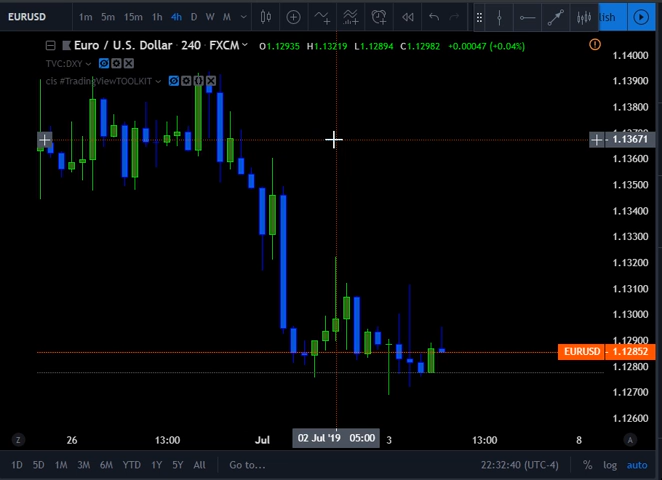 EURUSD 1m 5m 15m 1h 4h D W M lish
Euro / U.S. Dollar · 240 · FXCM O1.12935 H1.13219 L1.12894 C1.12982 +0.00047 (+0.04%)
TVC:DXY
cls #TradingViewTOOLKIT
1.14000
1.13900
1.13800
1.13671
1.13600
1.13500
1.13400
1.13300
1.13200
1.13100
1.13000
1.12900
EURUSD 1.12852
1.12800
1.12700
1.12600
Z 26 13:00 Jul 02 Jul '19 05:00 3 13:00 8 A
1D 5D 1M 3M 6M YTD 1Y 5Y All Go to... 22:32:40 (UTC-4) % log auto